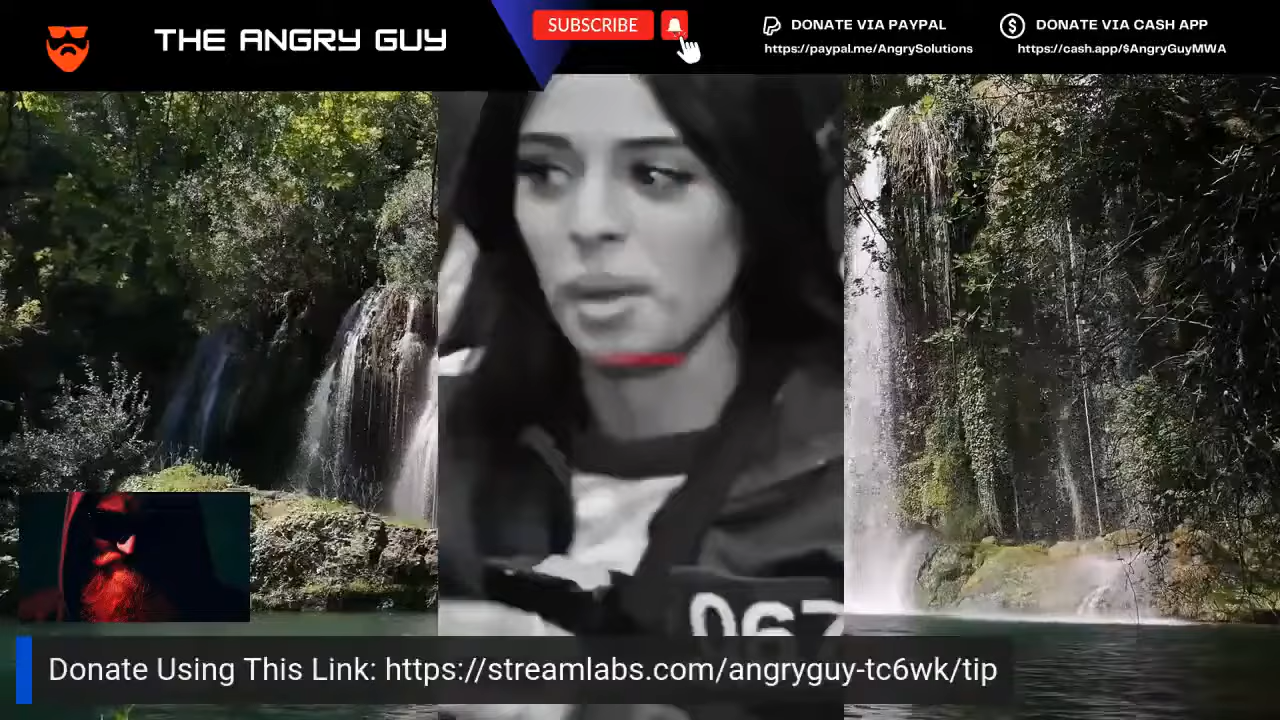 THE ANGRY GUY
SUBSCRIBE
DONATE VIA PAYPAL
https://paypal.me/AngrySolutions
DONATE VIA CASH APP
https://cash.app/$AngryGuyMWA
067
Donate Using This Link: https://streamlabs.com/angryguy-tc6wk/tip